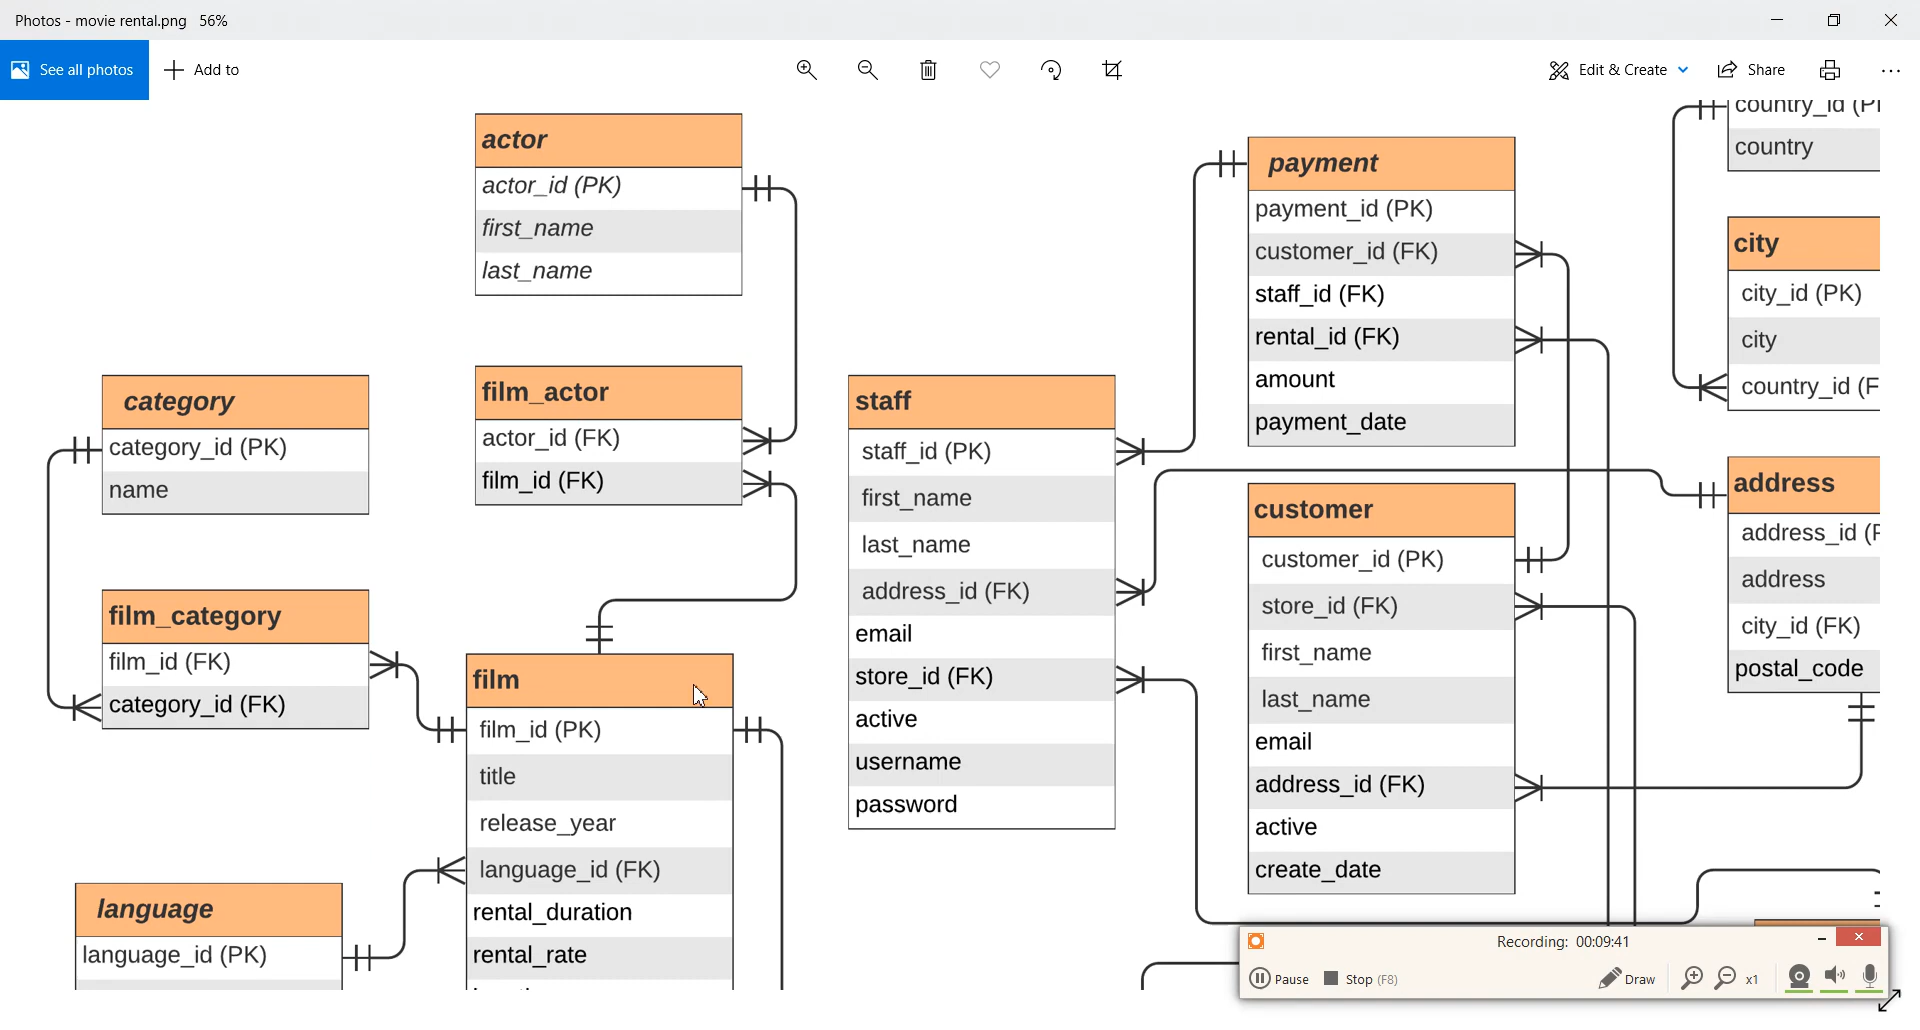 Photos - movie rental.png 56%
See all photos
Add to
Edit & Create
Share
actor
actor_id (PK)
first_name
last_name
category
category_id (PK)
name
film_actor
actor_id (FK)
film_id (FK)
film_category
film_id (FK)
category_id (FK)
film
film_id (PK)
title
release_year
language_id (FK)
rental_duration
rental_rate
language
language_id (PK)
staff
staff_id (PK)
first_name
last_name
address_id (FK)
email
store_id (FK)
active
username
password
payment
payment_id (PK)
customer_id (FK)
staff_id (FK)
rental_id (FK)
amount
payment_date
customer
customer_id (PK)
store_id (FK)
first_name
last_name
email
address_id (FK)
active
create_date
country_id (P
country
city
city_id (PK)
city
country_id (F
address
address_id (P
address
city_id (FK)
postal_code
Recording: 00:09:41
Pause
Stop (F8)
Draw
x1